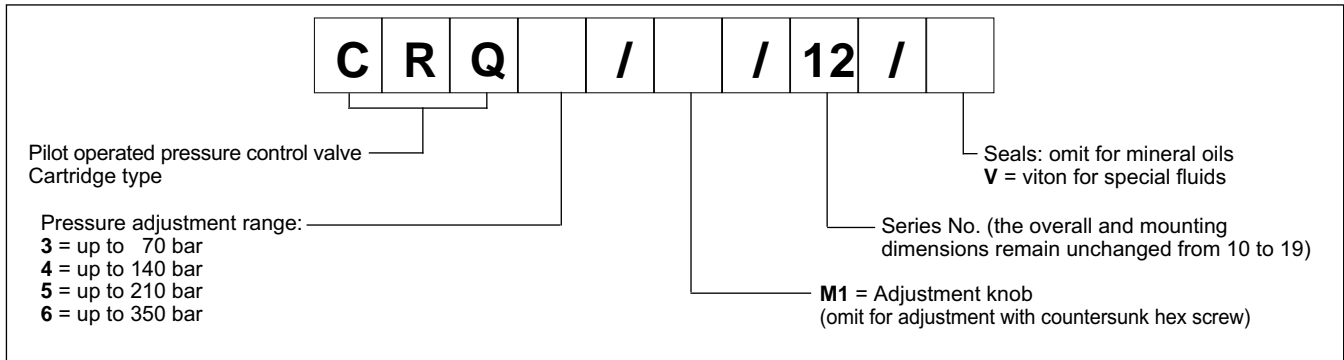 C R Q / / 12 /
Pilot operated pressure control valve
Cartridge type
Pressure adjustment range:
3 = up to 70 bar
4 = up to 140 bar
5 = up to 210 bar
6 = up to 350 bar
Seals: omit for mineral oils
V = viton for special fluids
Series No. (the overall and mounting
dimensions remain unchanged from 10 to 19)
M1 = Adjustment knob
(omit for adjustment with countersunk hex screw)